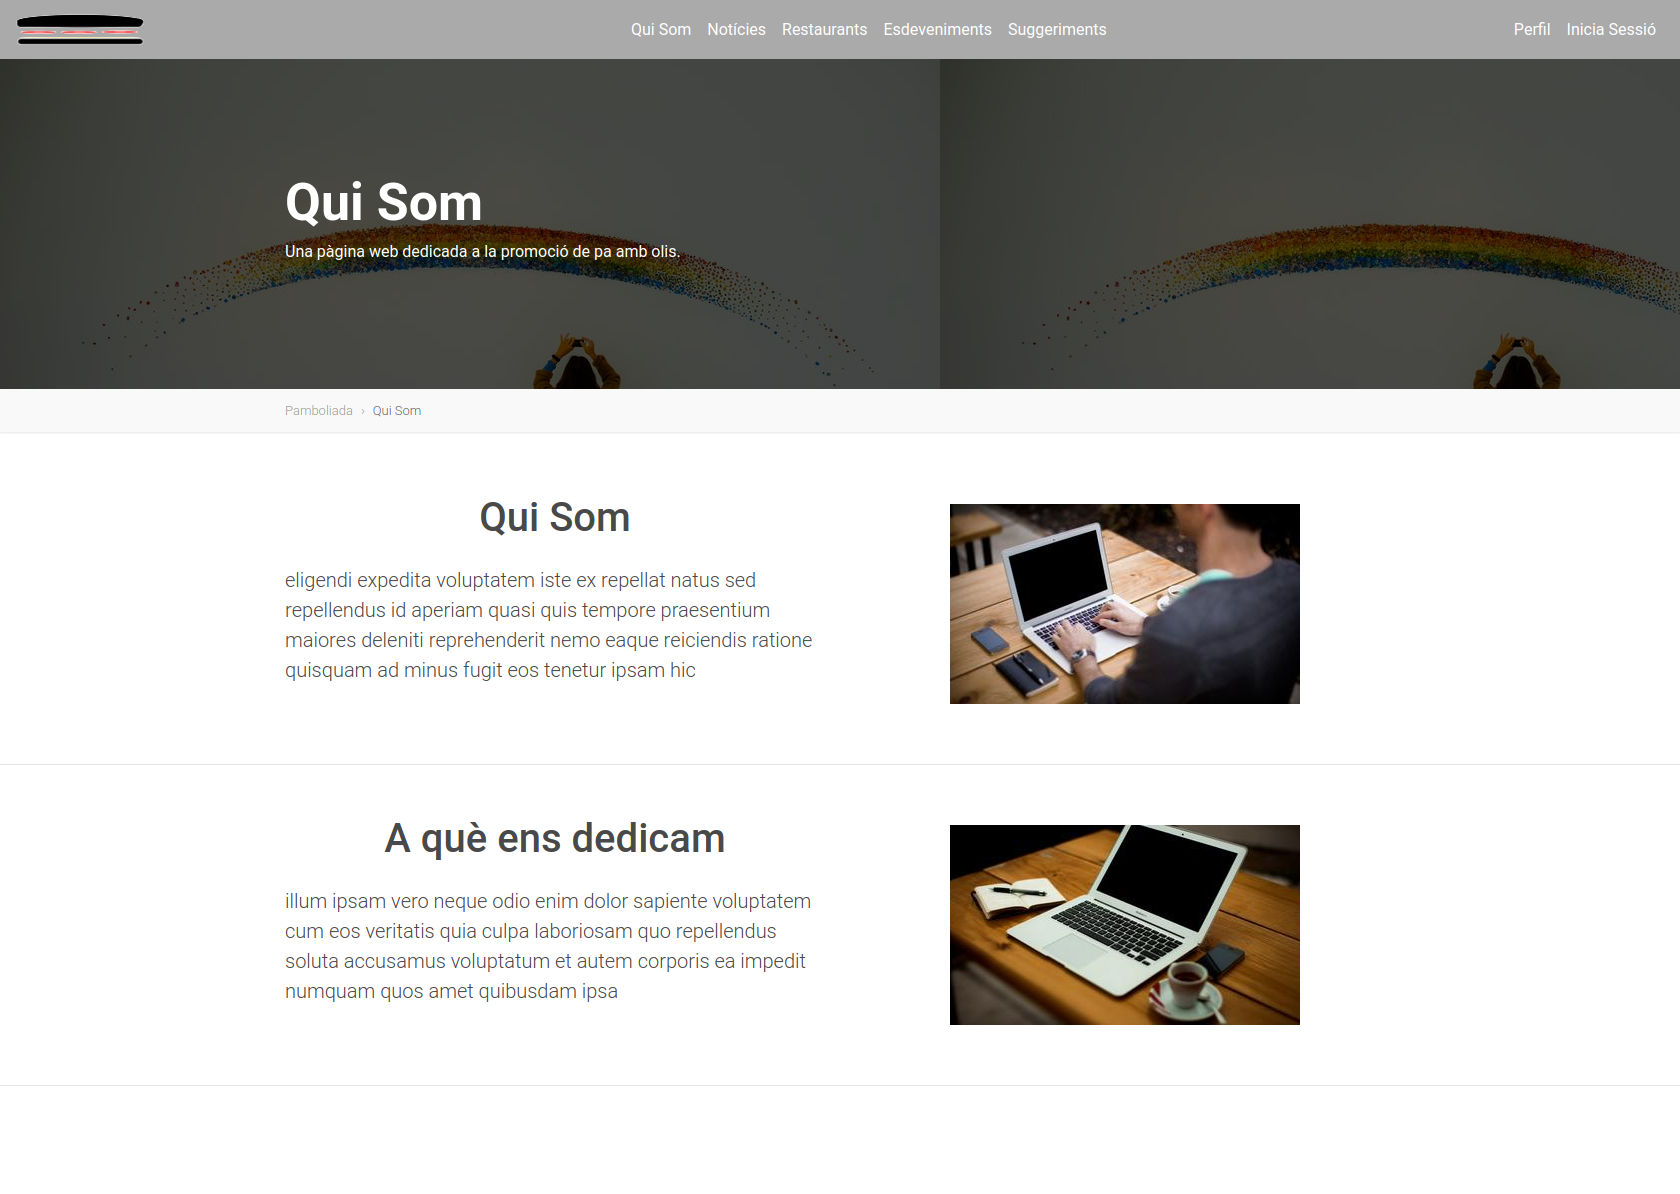 Qui Som Notícies Restaurants Esdeveniments Suggeriments Perfil Inicia Sessió
Qui Som
Una pàgina web dedicada a la promoció de pa amb olis.
Pamboliada › Qui Som
Qui Som
eligendi expedita voluptatem iste ex repellat natus sed
repellendus id aperiam quasi quis tempore praesentium
maiores deleniti reprehenderit nemo eaque reiciendis ratione
quisquam ad minus fugit eos tenetur ipsam hic
A què ens dedicam
illum ipsam vero neque odio enim dolor sapiente voluptatem
cum eos veritatis quia culpa laboriosam quo repellendus
soluta accusamus voluptatum et autem corporis ea impedit
numquam quos amet quibusdam ipsa